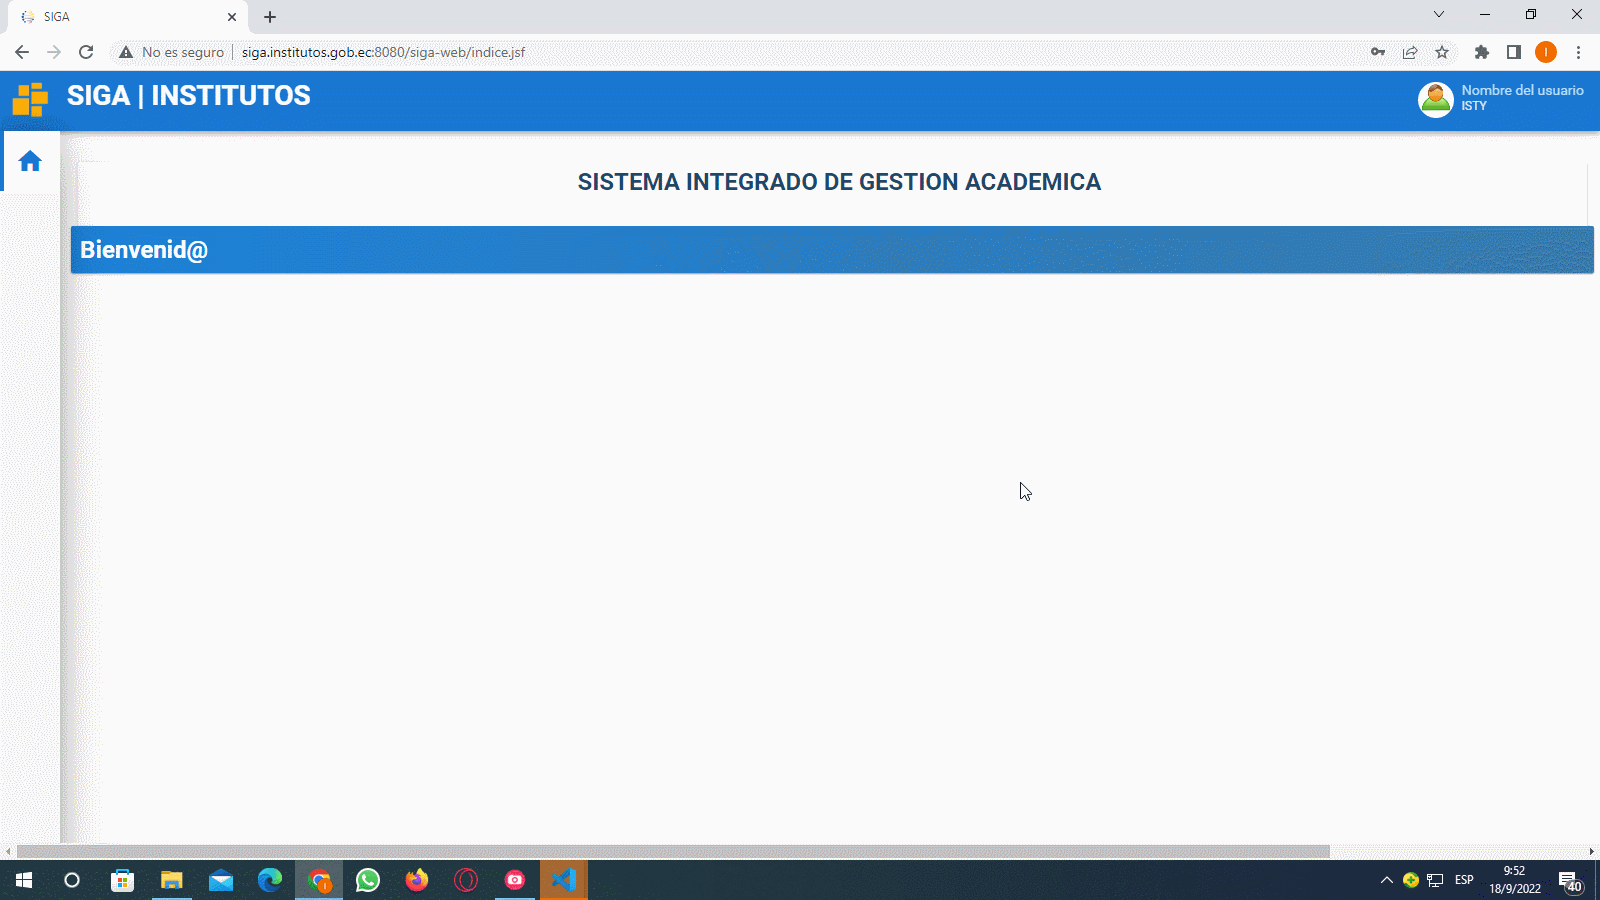 SIGA
No es seguro
siga.institutos.gob.ec:8080/siga-web/indice.jsf
I
SIGA | INSTITUTOS
Nombre del usuario
ISTY
SISTEMA INTEGRADO DE GESTION ACADEMICA
Bienvenid@
I
ESP
9:52
18/9/2022
40